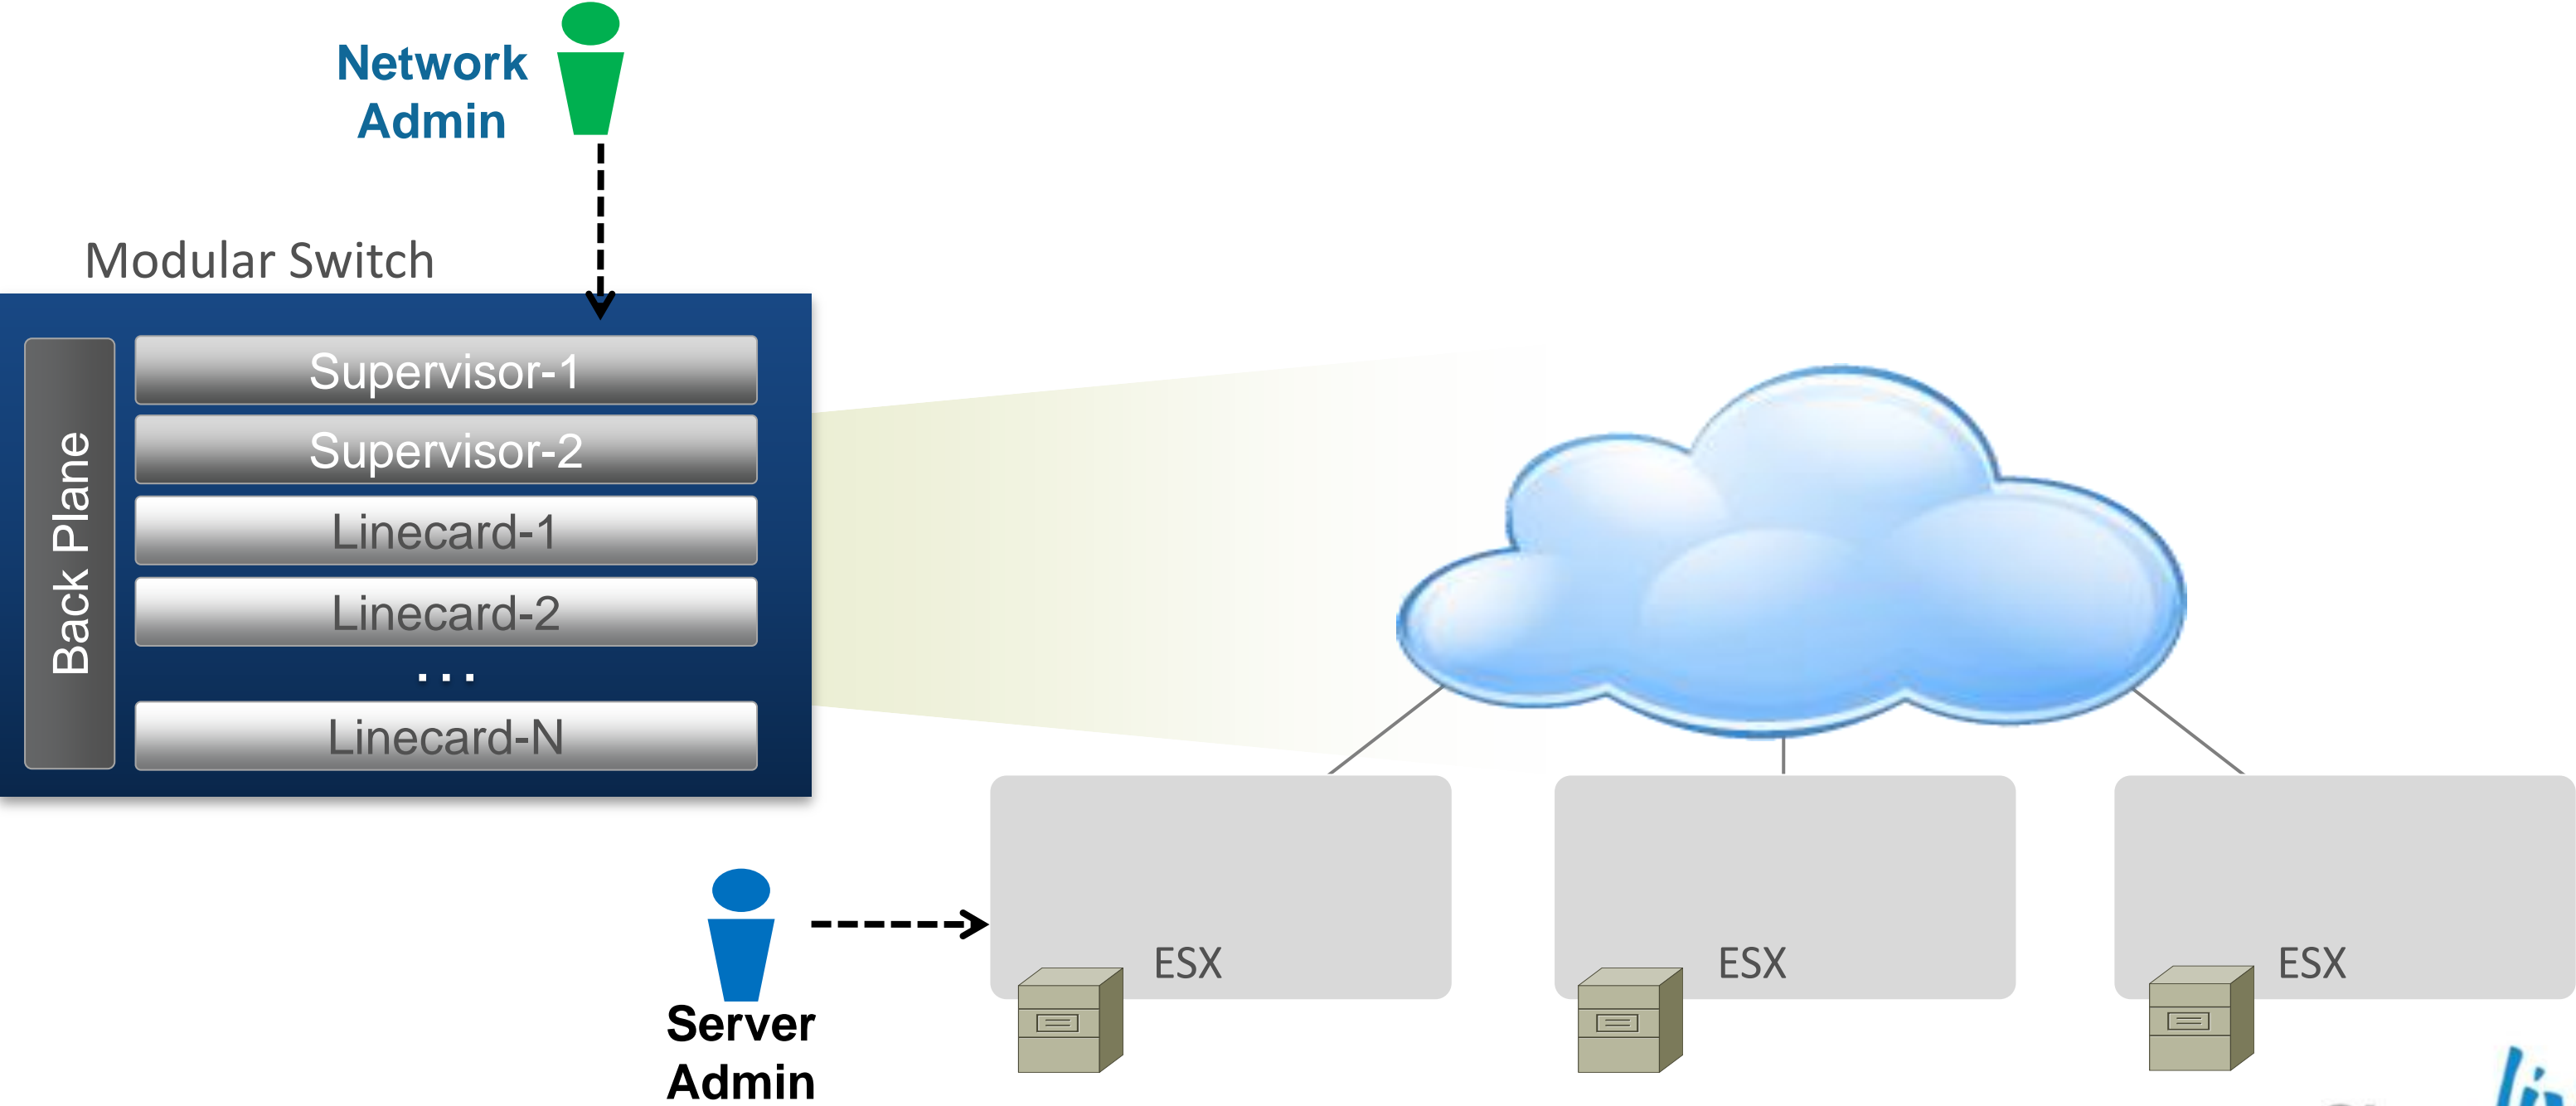 Network
Admin
Modular Switch
Back Plane
Supervisor-1
Supervisor-2
Linecard-1
Linecard-2
...
Linecard-N
ESX
ESX
ESX
Server
Admin